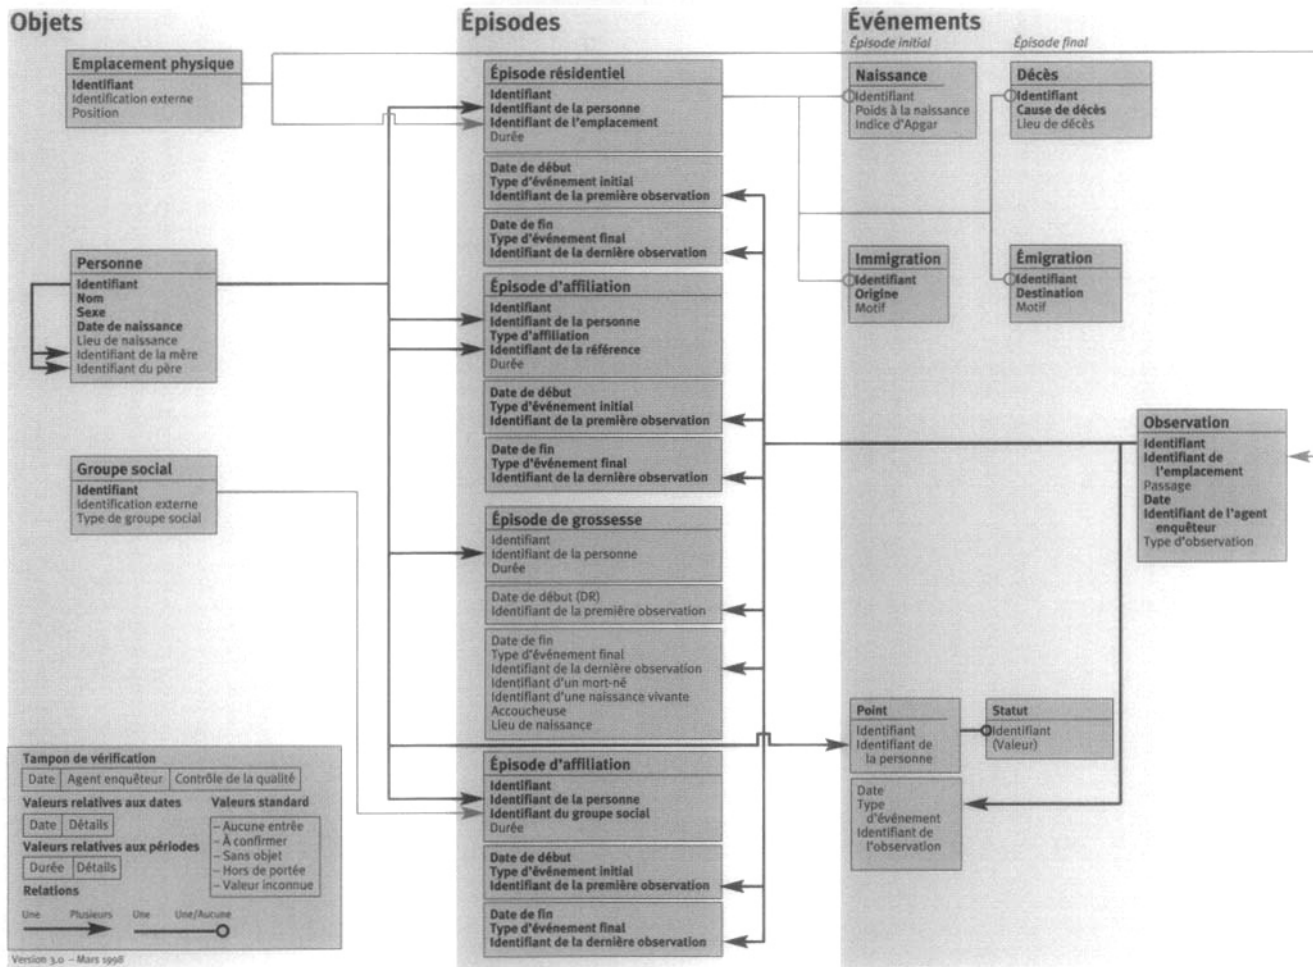 Objets
Emplacement physique
Identifiant
Identification externe
Position
Personne
Identifiant
Nom
Sexe
Date de naissance
Lieu de naissance
Identifiant de la mère
Identifiant du père
Groupe social
Identifiant
Identification externe
Type de groupe social
Tampon de vérification
Date
Agent enquêteur
Contrôle de la qualité
Valeurs relatives aux dates
Date
Détails
Valeurs relatives aux périodes
Durée
Détails
Valeurs standard
– Aucune entrée
– À confirmer
– Sans objet
– Hors de portée
– Valeur inconnue
Relations
Une
Plusieurs
Une
Une/Aucune
Version 3.0 – Mars 1998
Épisodes
Épisode résidentiel
Identifiant
Identifiant de la personne
Identifiant de l'emplacement
Durée
Date de début
Type d'événement initial
Identifiant de la première observation
Date de fin
Type d'événement final
Identifiant de la dernière observation
Épisode d'affiliation
Identifiant
Identifiant de la personne
Type d'affiliation
Identifiant de la référence
Durée
Date de début
Type d'événement initial
Identifiant de la première observation
Date de fin
Type d'événement final
Identifiant de la dernière observation
Épisode de grossesse
Identifiant
Identifiant de la personne
Durée
Date de début (DR)
Identifiant de la première observation
Date de fin
Type d'événement final
Identifiant de la dernière observation
Identifiant d'un mort-né
Identifiant d'une naissance vivante
Accoucheuse
Lieu de naissance
Épisode d'affiliation
Identifiant
Identifiant de la personne
Identifiant du groupe social
Durée
Date de début
Type d'événement initial
Identifiant de la première observation
Date de fin
Type d'événement final
Identifiant de la dernière observation
Événements
Épisode initial
Épisode final
Naissance
Identifiant
Poids à la naissance
Indice d'Apgar
Décès
Identifiant
Cause de décès
Lieu de décès
Immigration
Identifiant
Origine
Motif
Émigration
Identifiant
Destination
Motif
Observation
Identifiant
Identifiant de
l'emplacement
Passage
Date
Identifiant de l'agent
enquêteur
Type d'observation
Point
Identifiant
Identifiant de
la personne
Date
Type
d'événement
Identifiant de
l'observation
Statut
Identifiant
(Valeur)